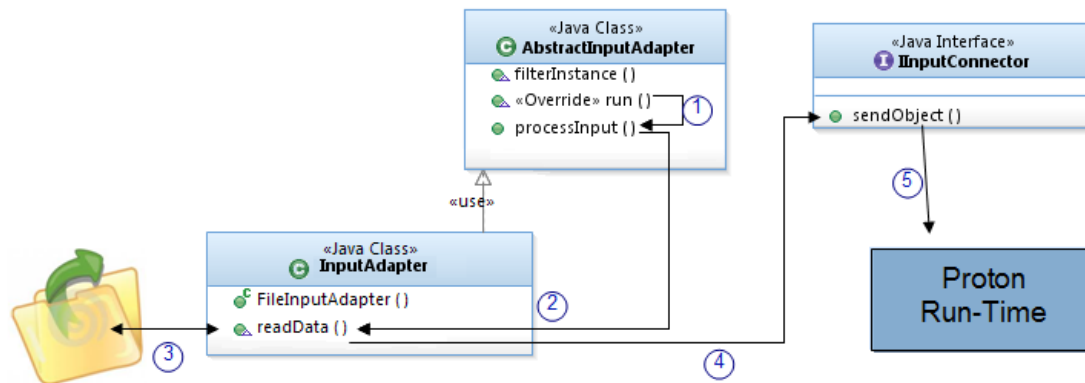 «Java Class»
AbstractInputAdapter
filterInstance ()
«Override» run ()
processInput ()
1
«Java Interface»
IInputConnector
sendObject ()
5
«use»
«Java Class»
InputAdapter
FileInputAdapter ()
readData ()
2
3
4
Proton
Run-Time